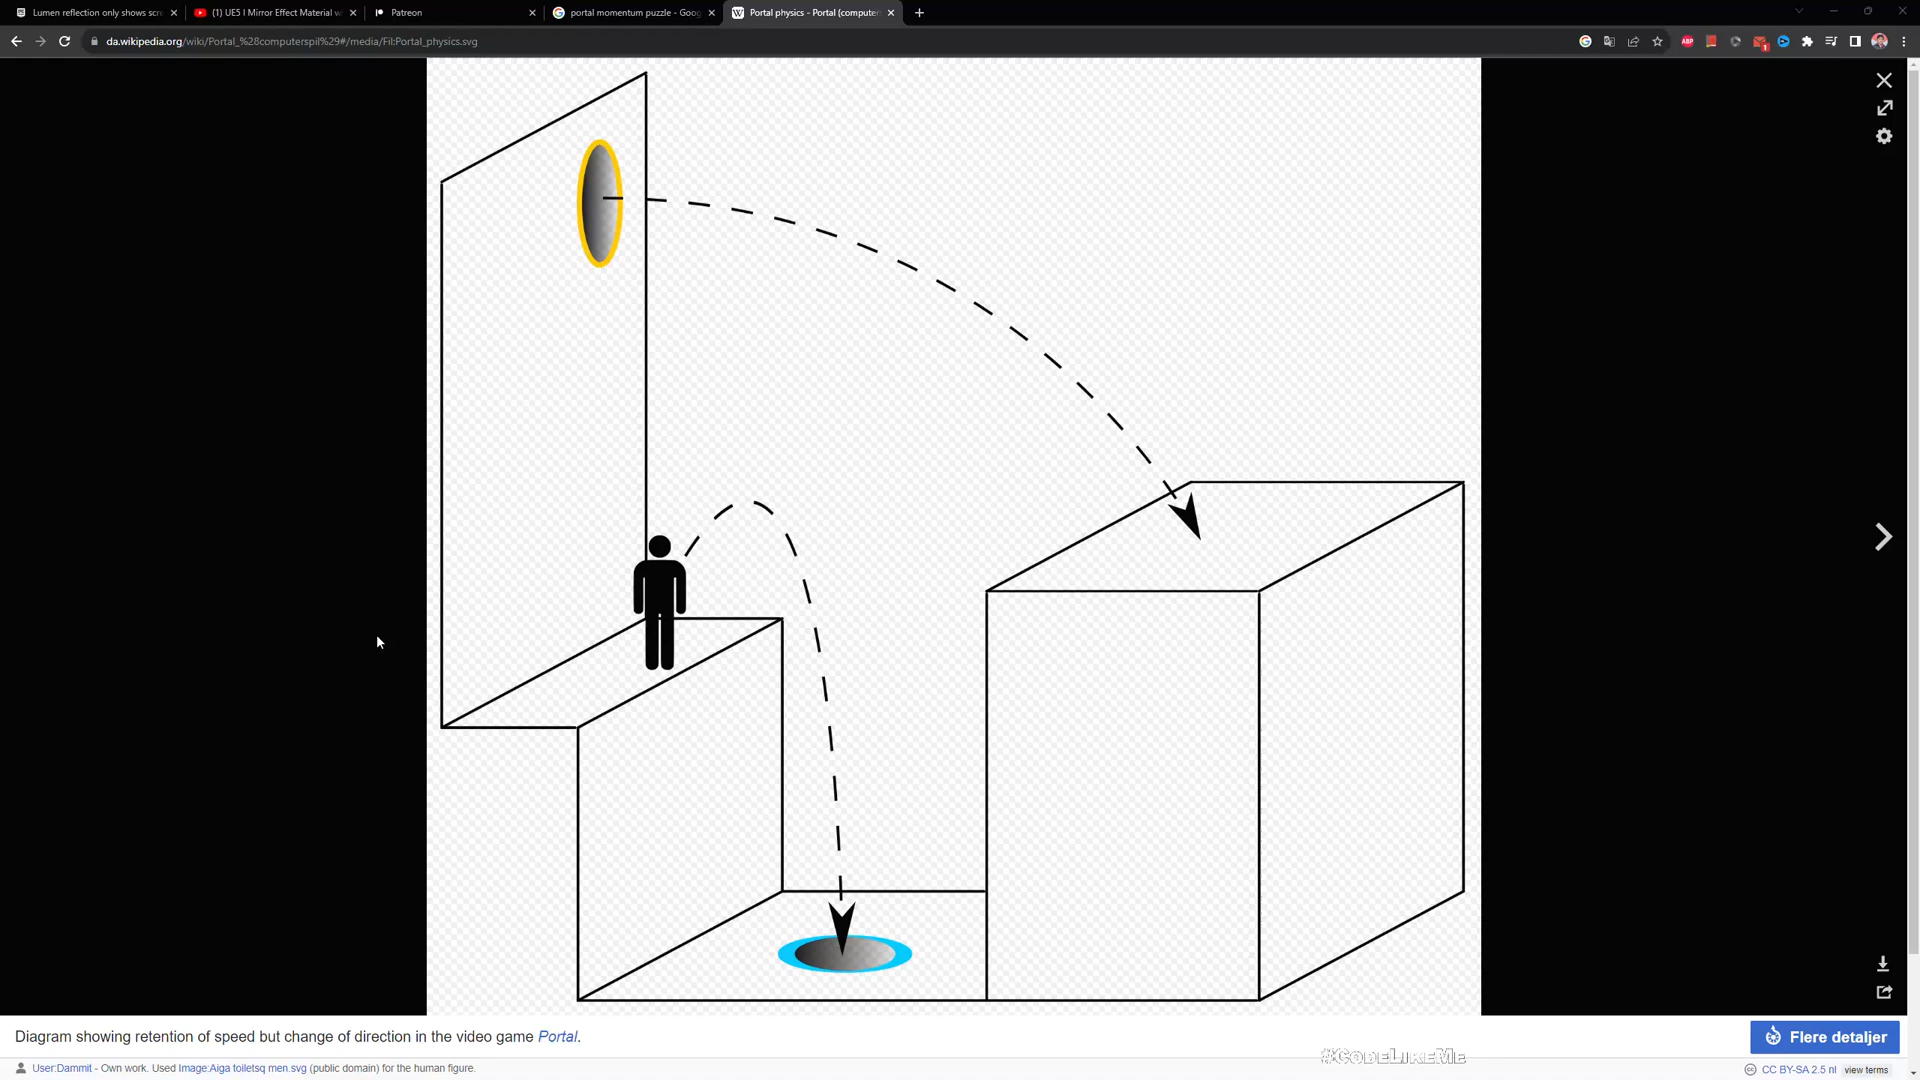 Lumen reflection only shows scre
(1) UE5 I Mirror Effect Material w
Patreon
portal momentum puzzle - Goog
Portal physics - Portal (computer
da.wikipedia.org/wiki/Portal_%28computerspil%29#/media/Fil:Portal_physics.svg
ABP
1
Diagram showing retention of speed but change of direction in the video game Portal.
Flere detaljer
#CodeLikeMe
User:Dammit - Own work. Used Image:Aiga toiletsq men.svg (public domain) for the human figure.
CC BY-SA 2.5 nl view terms